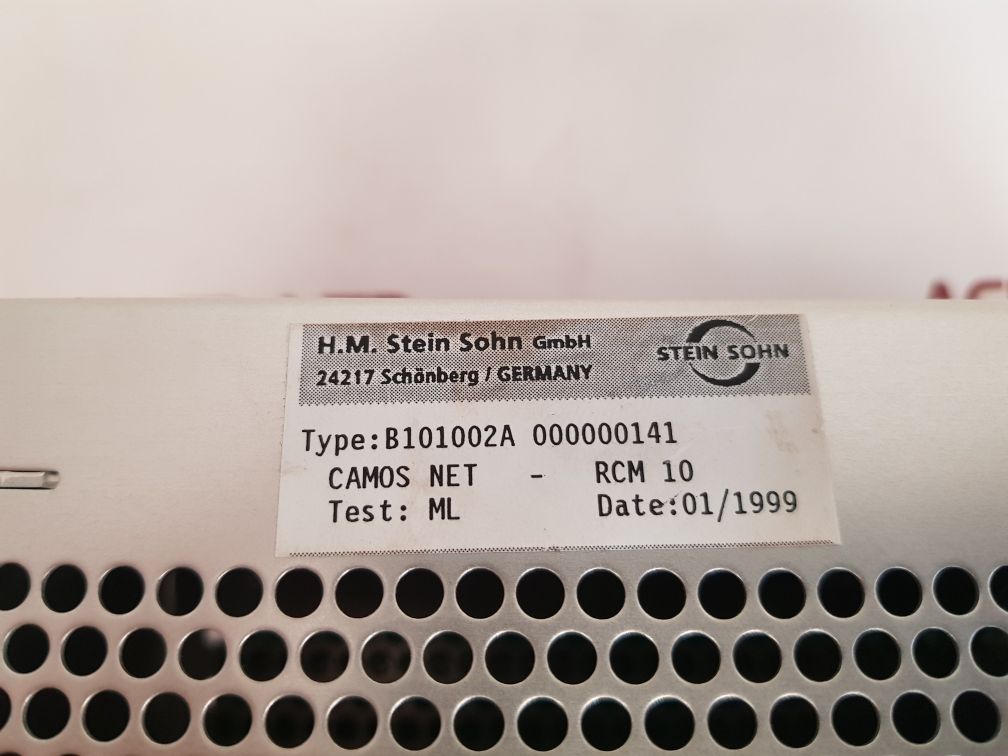 H.M. Stein Sohn GmbH
24217 Schönberg / GERMANY
STEIN SOHN
Type:B101002A 000000141
CAMOS NET - RCM 10
Test: ML Date:01/1999